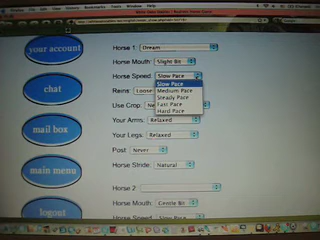 your account
chat
mail box
main menu
logout
Horse 1: Dream
Horse Mouth: Slight Bit
Horse Speed: Slow Pace
Slow Pace
Medium Pace
Steady Pace
Fast Pace
Hard Pace
Reins: Loose
Use Crop:
Your Arms: Relaxed
Your Legs: Relaxed
Post Never
Horse Stride: Natural
Horse 2
Horse Mouth: Gentle Bit
Horse Speed: Slow Pace